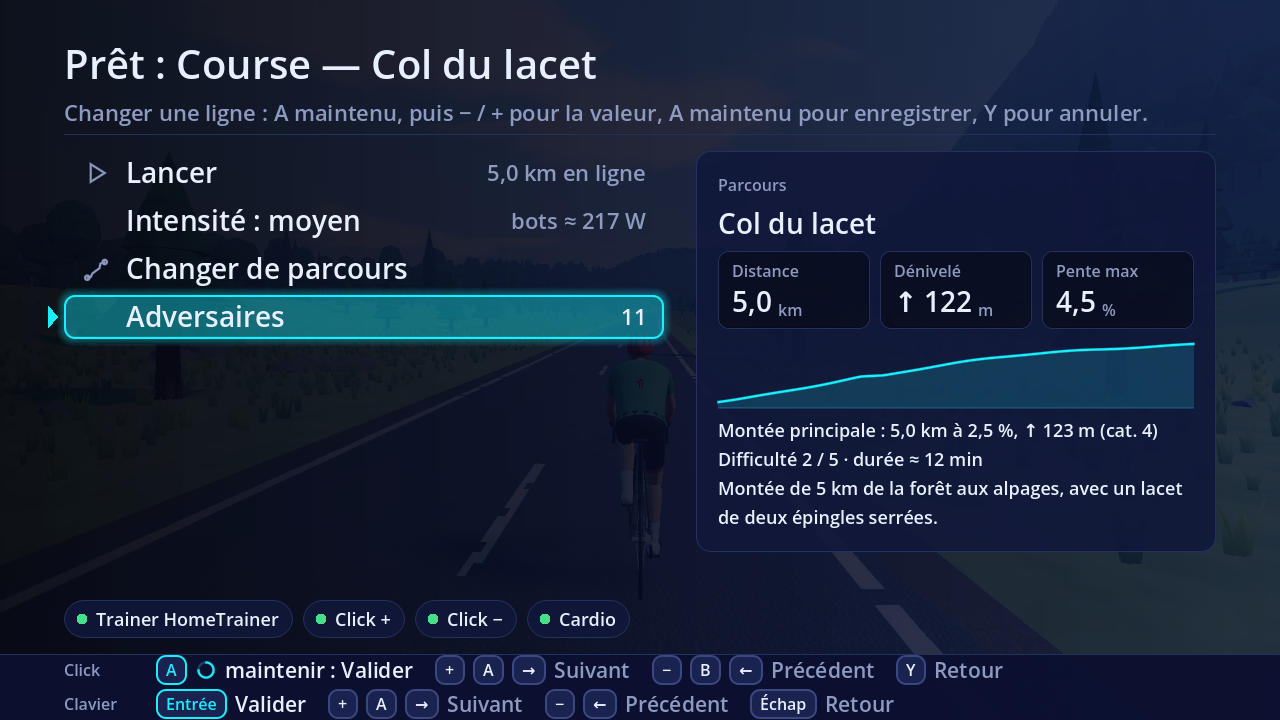 Prêt : Course — Col du lacet
Changer une ligne : A maintenu, puis − / + pour la valeur, A maintenu pour enregistrer, Y pour annuler.
Lancer 5,0 km en ligne
Intensité : moyen bots ≈ 217 W
Changer de parcours
Adversaires 11
Parcours
Col du lacet
Distance Dénivelé Pente max
5,0 km ↑ 122 m 4,5 %
Montée principale : 5,0 km à 2,5 %, ↑ 123 m (cat. 4)
Difficulté 2 / 5 · durée ≈ 12 min
Montée de 5 km de la forêt aux alpages, avec un lacet
de deux épingles serrées.
Trainer HomeTrainer Click + Click − Cardio
Click A maintenir : Valider + A → Suivant − B ← Précédent Y Retour
Clavier Entrée Valider + A → Suivant − ← Précédent Échap Retour